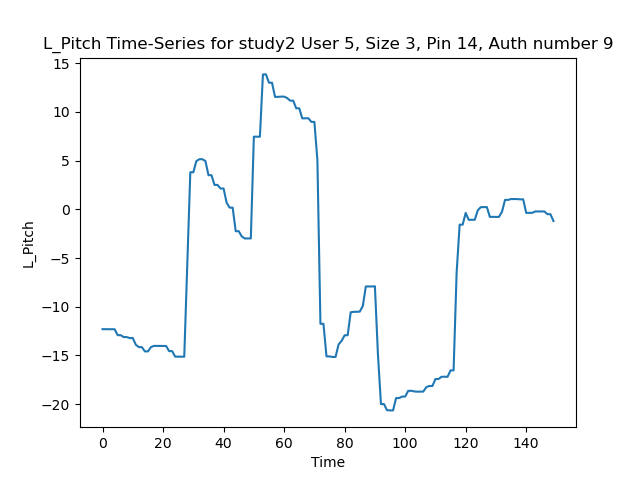 L_Pitch Time-Series for study2 User 5, Size 3, Pin 14, Auth number 9
15
10
5
0
−5
−10
−15
−20
L_Pitch
0 20 40 60 80 100 120 140
Time